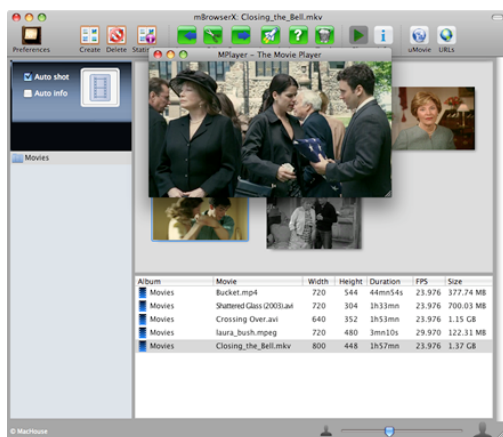 mBrowserX: Closing_the_Bell.mkv
Preferences Create Delete uMovie URLs
MPlayer - The Movie Player
Auto shot
Auto info
Movies
Album Movie Width Height Duration FPS Size
Movies Bucket.mp4 720 544 44mn54s 23.976 377.74 MB
Movies Shattered Glass (2003).avi 720 304 1h33mn 23.976 700.03 MB
Movies Crossing Over.avi 640 352 1h53mn 23.976 1.15 GB
Movies laura_bush.mpeg 720 480 3mn10s 29.970 122.31 MB
Movies Closing_the_Bell.mkv 800 448 1h57mn 23.976 1.37 GB
© MacHouse